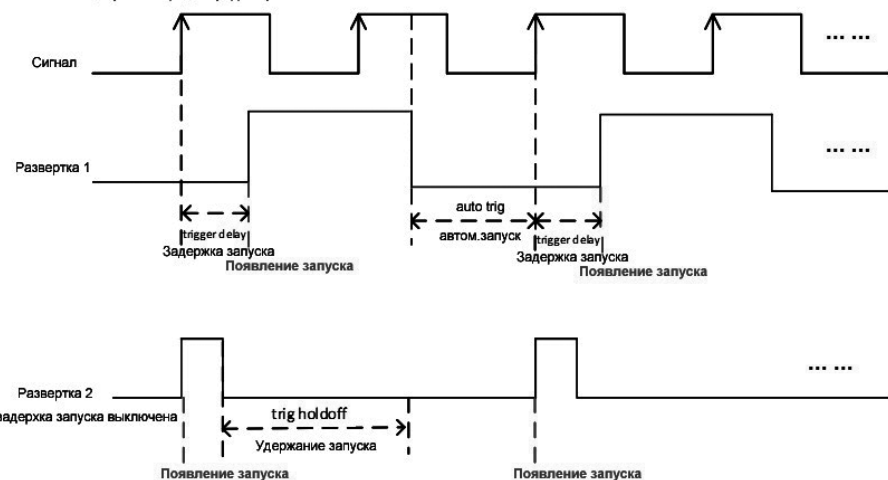 ... ...
Сигнал
... ...
Развертка 1
auto trig
trigger delay
автом.запуск
trigger delay
Задержка запуска
Задержка запуска
Появление запуска
Появление запуска
... ...
Развертка 2
задерхка запуска выключена
trig holdoff
Удержание запуска
Появление запуска
Появление запуска